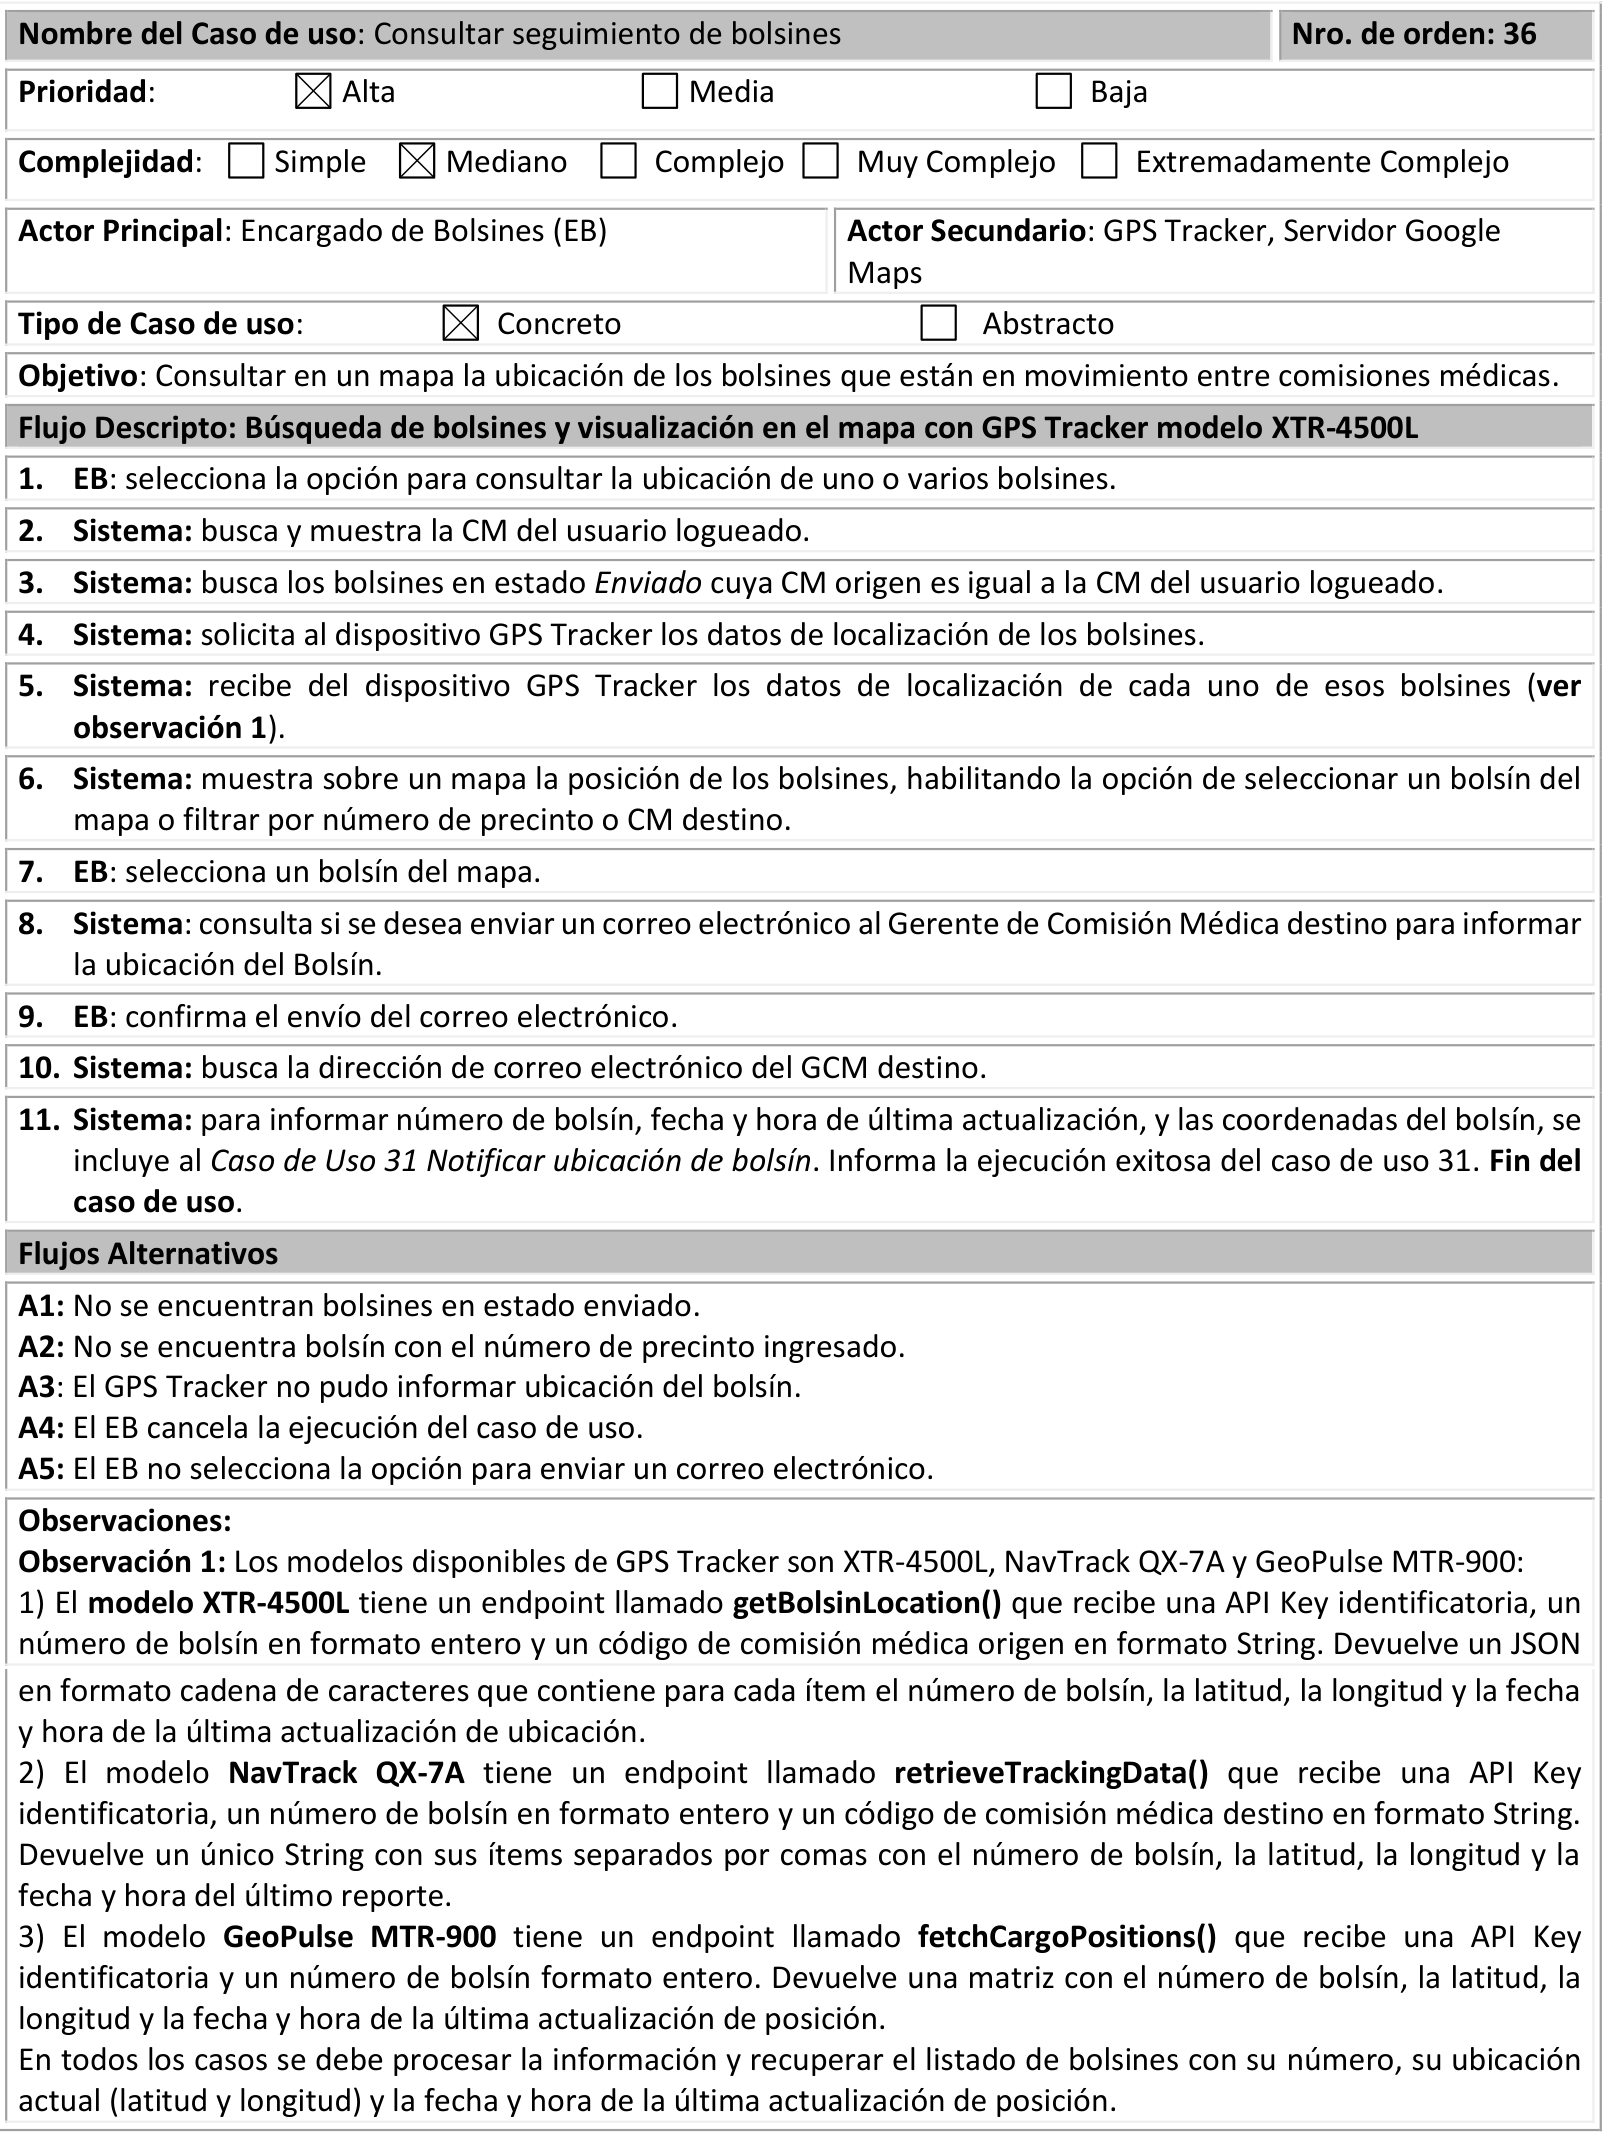 Nombre del Caso de uso: Consultar seguimiento de bolsines
Nro. de orden: 36
Prioridad: Alta Media Baja
Complejidad: Simple Mediano Complejo Muy Complejo Extremadamente Complejo
Actor Principal: Encargado de Bolsines (EB)
Actor Secundario: GPS Tracker, Servidor Google
Maps
Tipo de Caso de uso: Concreto Abstracto
Objetivo: Consultar en un mapa la ubicación de los bolsines que están en movimiento entre comisiones médicas.
Flujo Descripto: Búsqueda de bolsines y visualización en el mapa con GPS Tracker modelo XTR-4500L
1. EB: selecciona la opción para consultar la ubicación de uno o varios bolsines.
2. Sistema: busca y muestra la CM del usuario logueado.
3. Sistema: busca los bolsines en estado Enviado cuya CM origen es igual a la CM del usuario logueado.
4. Sistema: solicita al dispositivo GPS Tracker los datos de localización de los bolsines.
5. Sistema: recibe del dispositivo GPS Tracker los datos de localización de cada uno de esos bolsines (ver
observación 1).
6. Sistema: muestra sobre un mapa la posición de los bolsines, habilitando la opción de seleccionar un bolsín del
mapa o filtrar por número de precinto o CM destino.
7. EB: selecciona un bolsín del mapa.
8. Sistema: consulta si se desea enviar un correo electrónico al Gerente de Comisión Médica destino para informar
la ubicación del Bolsín.
9. EB: confirma el envío del correo electrónico.
10. Sistema: busca la dirección de correo electrónico del GCM destino.
11. Sistema: para informar número de bolsín, fecha y hora de última actualización, y las coordenadas del bolsín, se
incluye al Caso de Uso 31 Notificar ubicación de bolsín. Informa la ejecución exitosa del caso de uso 31. Fin del
caso de uso.
Flujos Alternativos
A1: No se encuentran bolsines en estado enviado.
A2: No se encuentra bolsín con el número de precinto ingresado.
A3: El GPS Tracker no pudo informar ubicación del bolsín.
A4: El EB cancela la ejecución del caso de uso.
A5: El EB no selecciona la opción para enviar un correo electrónico.
Observaciones:
Observación 1: Los modelos disponibles de GPS Tracker son XTR-4500L, NavTrack QX-7A y GeoPulse MTR-900:
1) El modelo XTR-4500L tiene un endpoint llamado getBolsinLocation() que recibe una API Key identificatoria, un
número de bolsín en formato entero y un código de comisión médica origen en formato String. Devuelve un JSON
en formato cadena de caracteres que contiene para cada ítem el número de bolsín, la latitud, la longitud y la fecha
y hora de la última actualización de ubicación.
2) El modelo NavTrack QX-7A tiene un endpoint llamado retrieveTrackingData() que recibe una API Key
identificatoria, un número de bolsín en formato entero y un código de comisión médica destino en formato String.
Devuelve un único String con sus ítems separados por comas con el número de bolsín, la latitud, la longitud y la
fecha y hora del último reporte.
3) El modelo GeoPulse MTR-900 tiene un endpoint llamado fetchCargoPositions() que recibe una API Key
identificatoria y un número de bolsín formato entero. Devuelve una matriz con el número de bolsín, la latitud, la
longitud y la fecha y hora de la última actualización de posición.
En todos los casos se debe procesar la información y recuperar el listado de bolsines con su número, su ubicación
actual (latitud y longitud) y la fecha y hora de la última actualización de posición.